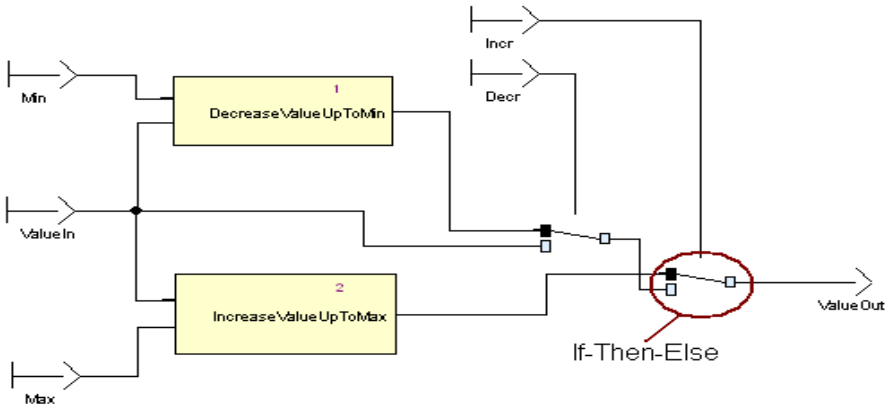 Incr
Decr
Min
1
DecreaseValueUpToMin
ValueIn
2
IncreaseValueUpToMax
ValueOut
If-Then-Else
Max